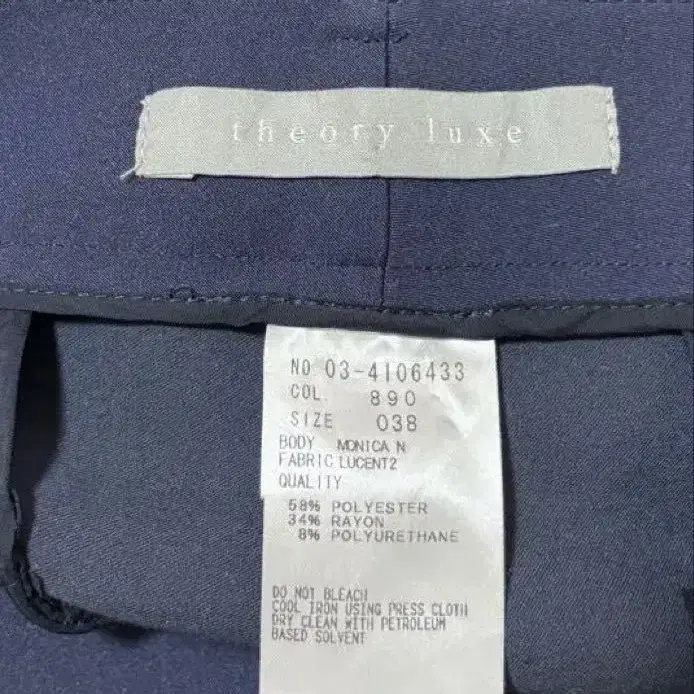 theory luxe
NO 03-4106433
COL. 890
SIZE 038
BODY MONICA N
FABRIC LUCENT2
QUALITY
58% POLYESTER
34% RAYON
8% POLYURETHANE
DO NOT BLEACH
COOL IRON USING PRESS CLOTH
DRY CLEAN WITH PETROLEUM
BASED SOLVENT